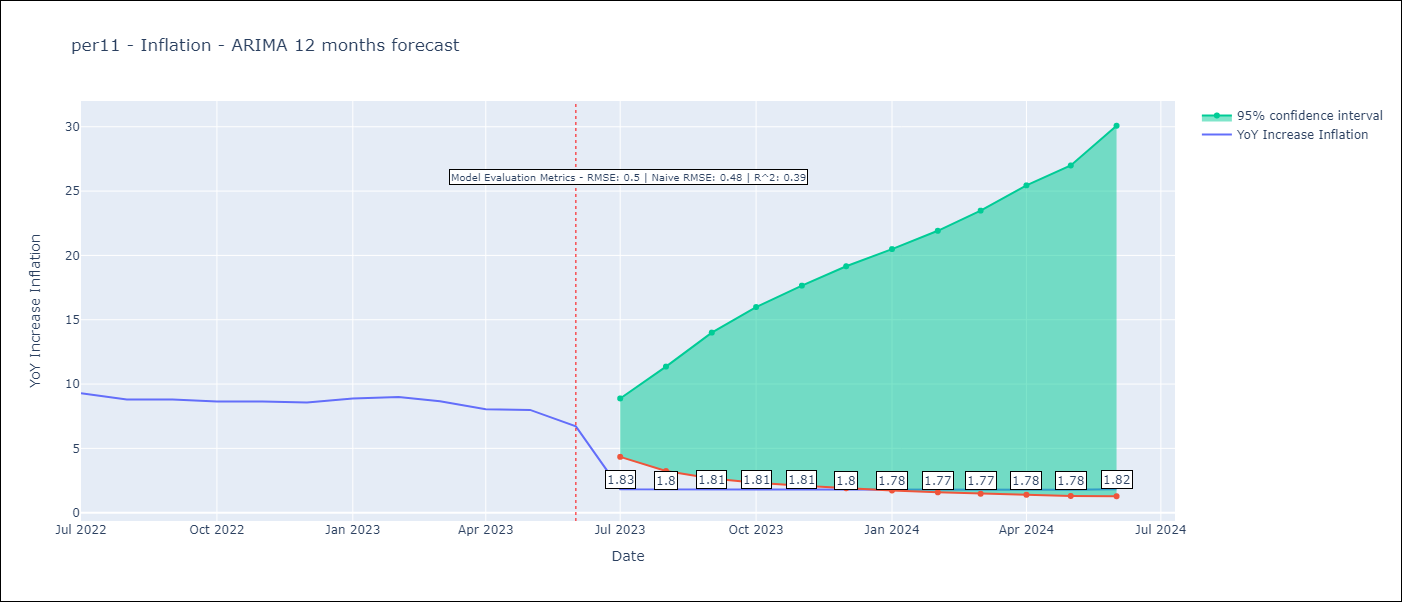 per11 - Inflation - ARIMA 12 months forecast
95% confidence interval
YoY Increase Inflation
Model Evaluation Metrics - RMSE: 0.5 | Naive RMSE: 0.48 | R^2: 0.39
YoY Increase Inflation
30
25
20
15
10
5
0
1.83
1.8
1.81
1.81
1.81
1.8
1.78
1.77
1.77
1.78
1.78
1.82
Jul 2022
Oct 2022
Jan 2023
Apr 2023
Jul 2023
Oct 2023
Jan 2024
Apr 2024
Jul 2024
Date